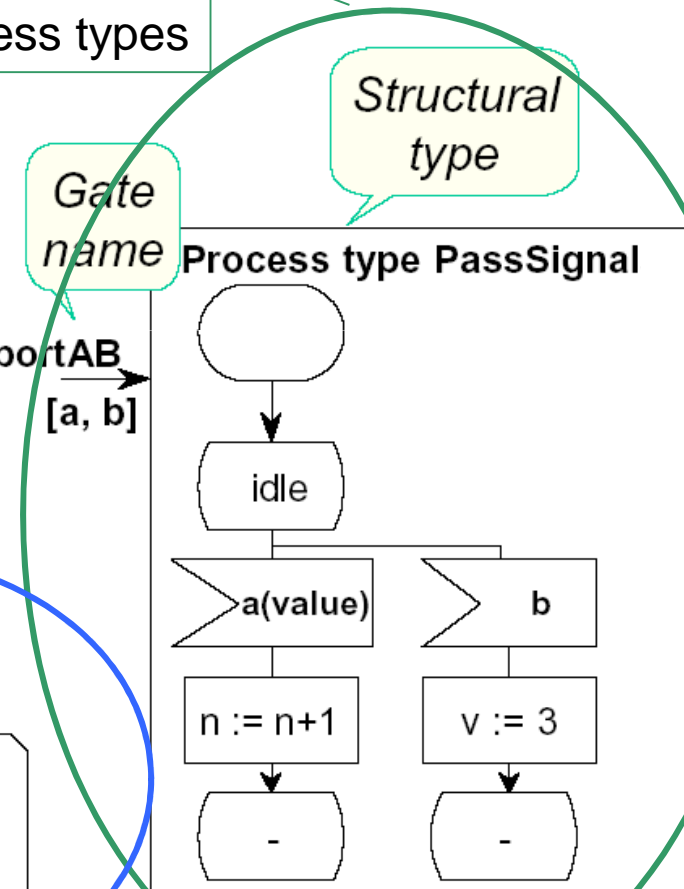 ess types
Structural
type
Gate
name
Process type PassSignal
portAB
[a, b]
idle
a(value)
b
n := n+1
v := 3
-
-